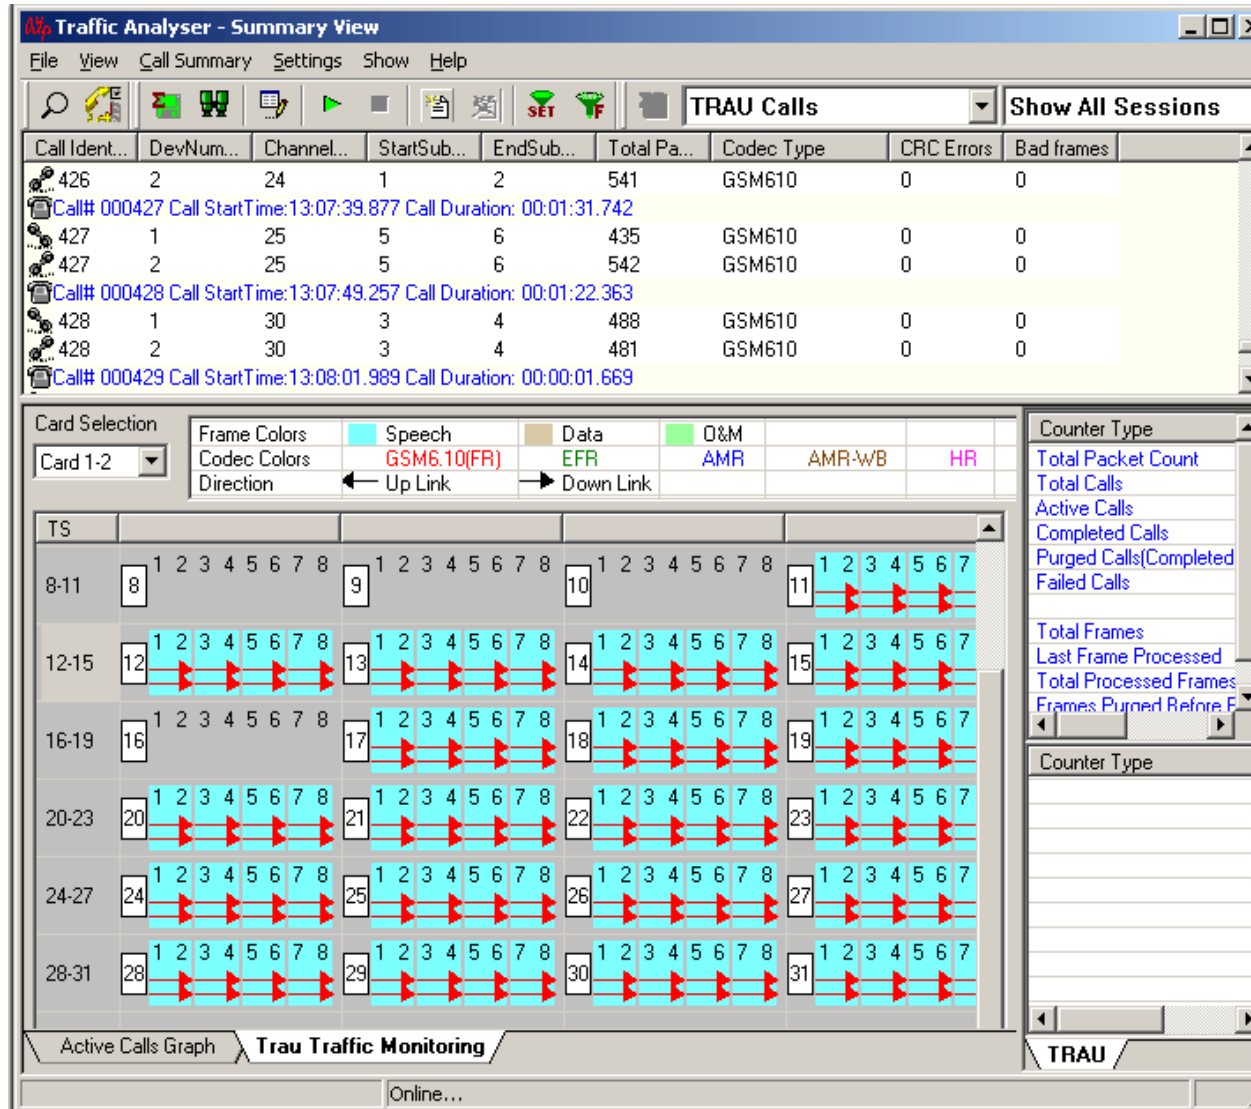 Traffic Analyser - Summary View
File View Call Summary Settings Show Help
SET F TRAU Calls Show All Sessions
Call Ident... DevNum... Channel... StartSub... EndSub... Total Pa... Codec Type CRC Errors Bad frames
426 2 24 1 2 541 GSM610 0 0
Call# 000427 Call StartTime:13:07:39.877 Call Duration: 00:01:31.742
427 1 25 5 6 435 GSM610 0 0
427 2 25 5 6 542 GSM610 0 0
Call# 000428 Call StartTime:13:07:49.257 Call Duration: 00:01:22.363
428 1 30 3 4 488 GSM610 0 0
428 2 30 3 4 481 GSM610 0 0
Call# 000429 Call StartTime:13:08:01.989 Call Duration: 00:00:01.669
Card Selection
Card 1-2
Frame Colors Speech Data O&M
Codec Colors GSM6.10(FR) EFR AMR AMR-WB HR
Direction Up Link Down Link
TS
8-11 8 1 2 3 4 5 6 7 8 9 1 2 3 4 5 6 7 8 10 1 2 3 4 5 6 7 8 11 1 2 3 4 5 6 7
12-15 12 1 2 3 4 5 6 7 8 13 1 2 3 4 5 6 7 8 14 1 2 3 4 5 6 7 8 15 1 2 3 4 5 6 7
16-19 16 1 2 3 4 5 6 7 8 17 1 2 3 4 5 6 7 8 18 1 2 3 4 5 6 7 8 19 1 2 3 4 5 6 7
20-23 20 1 2 3 4 5 6 7 8 21 1 2 3 4 5 6 7 8 22 1 2 3 4 5 6 7 8 23 1 2 3 4 5 6 7
24-27 24 1 2 3 4 5 6 7 8 25 1 2 3 4 5 6 7 8 26 1 2 3 4 5 6 7 8 27 1 2 3 4 5 6 7
28-31 28 1 2 3 4 5 6 7 8 29 1 2 3 4 5 6 7 8 30 1 2 3 4 5 6 7 8 31 1 2 3 4 5 6 7
Active Calls Graph Trau Traffic Monitoring
Counter Type
Total Packet Count
Total Calls
Active Calls
Completed Calls
Purged Calls(Completed
Failed Calls
Total Frames
Last Frame Processed
Total Processed Frames
Frames Purged Before
Counter Type
TRAU
Online...